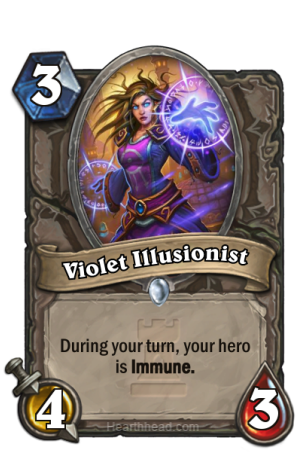 3
Violet Illusionist
During your turn, your hero
is Immune.
4
3
Hearthhead.com